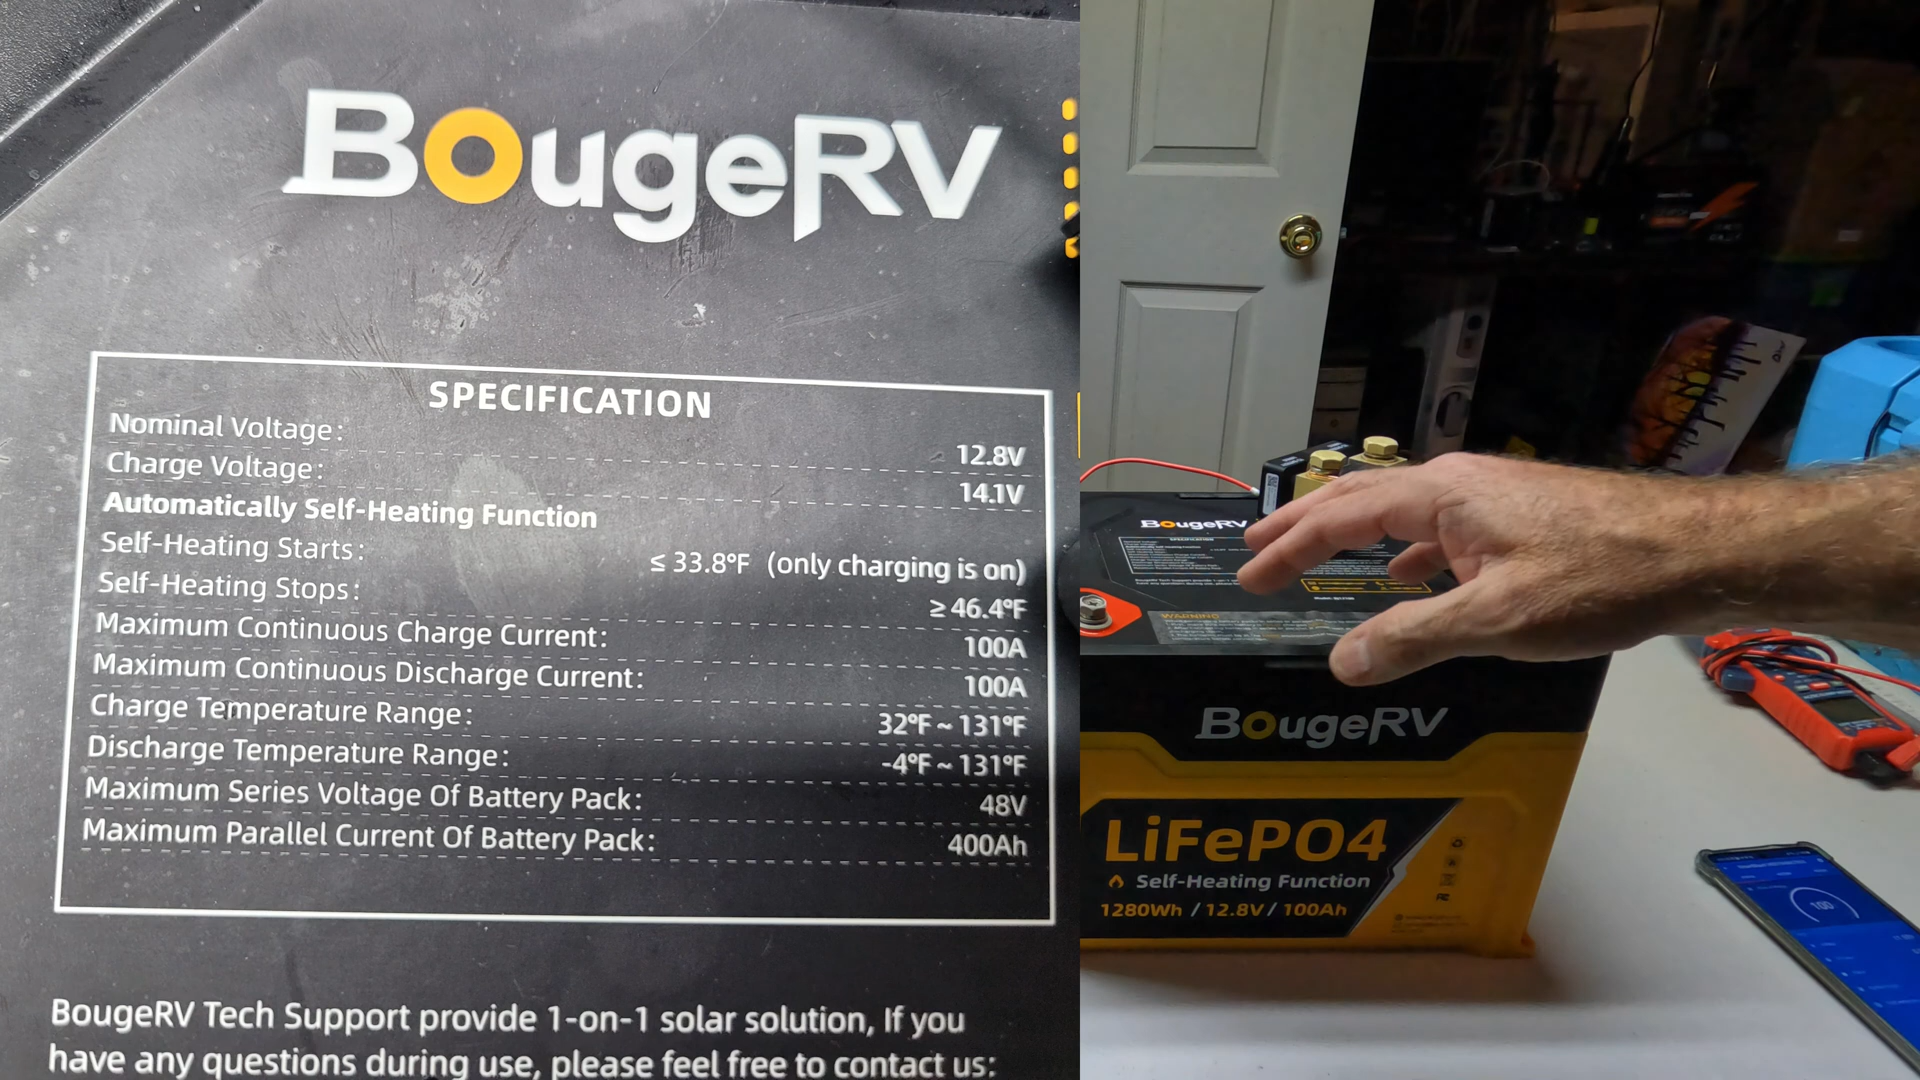 BougeRV
SPECIFICATION
Nominal Voltage: 12.8V
Charge Voltage: 14.1V
Automatically Self-Heating Function
Self-Heating Starts: ≤ 33.8°F (only charging is on)
Self-Heating Stops: ≥ 46.4°F
Maximum Continuous Charge Current: 100A
Maximum Continuous Discharge Current: 100A
Charge Temperature Range: 32°F ~ 131°F
Discharge Temperature Range: -4°F ~ 131°F
Maximum Series Voltage Of Battery Pack: 48V
Maximum Parallel Current Of Battery Pack: 400Ah
BougeRV Tech Support provide 1-on-1 solar solution, If you
have any questions during use, please feel free to contact us:
BougeRV
SPECIFICATION
WARNING
BougeRV
LiFePO4
Self-Heating Function
1280Wh / 12.8V / 100Ah
100